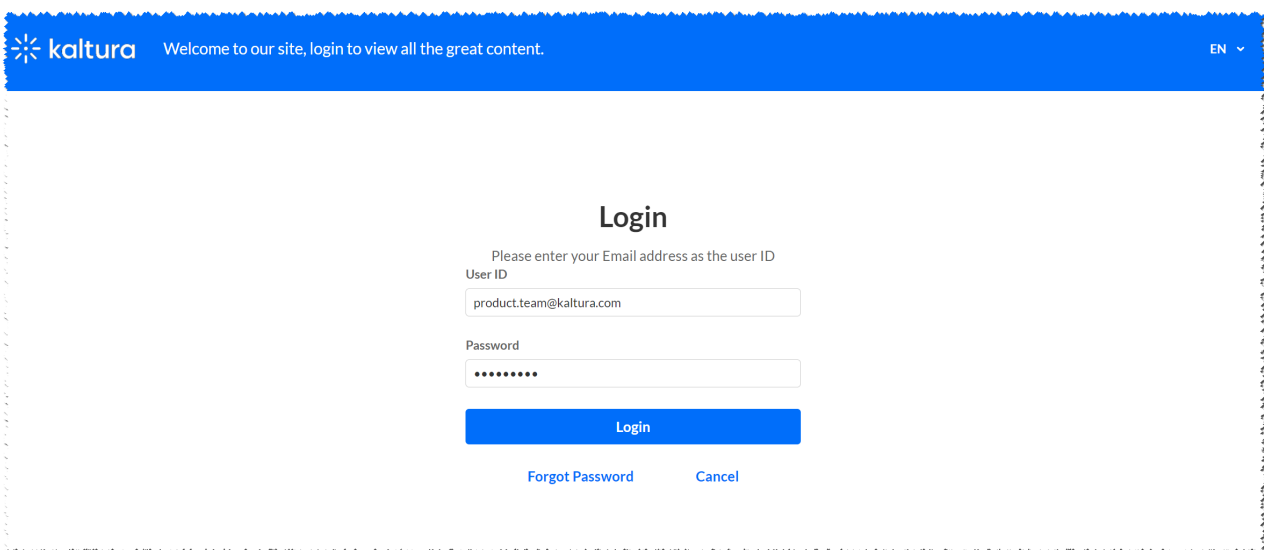 kaltura Welcome to our site, login to view all the great content. EN
Login
Please enter your Email address as the user ID
User ID
product.team@kaltura.com
Password
•••••••••
Login
Forgot Password Cancel